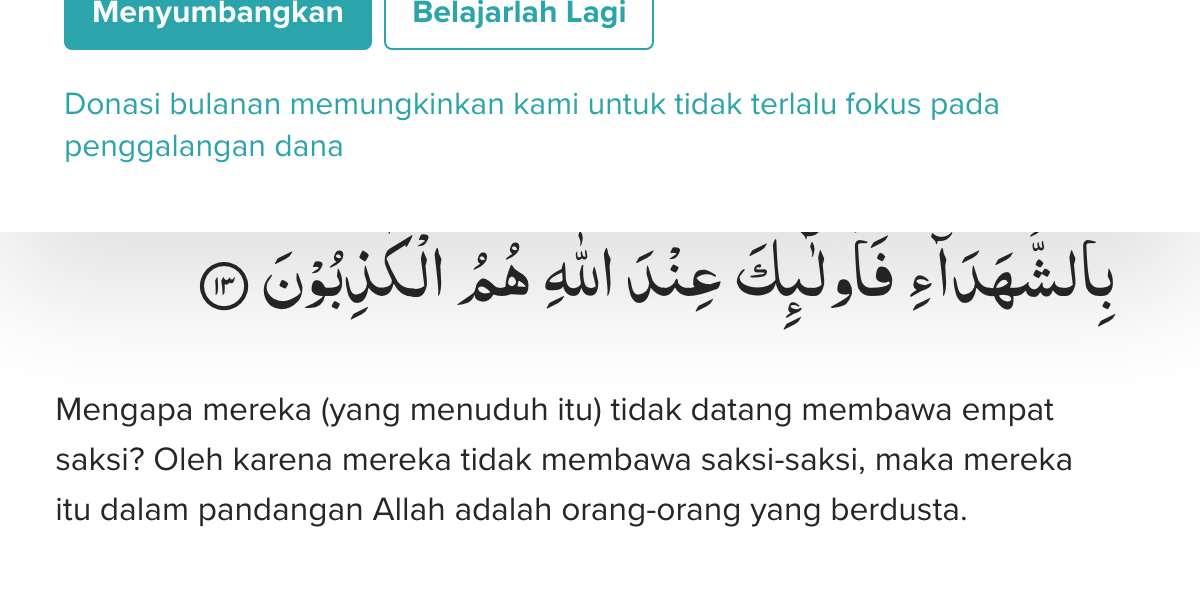 Menyumbangkan
Belajarlah Lagi
Donasi bulanan memungkinkan kami untuk tidak terlalu fokus pada
penggalangan dana
بِالشُّهَدَاۤءِ فَاُولٰۤىِٕكَ عِنْدَ اللّٰهِ هُمُ الْكٰذِبُوْنَ ١٣
Mengapa mereka (yang menuduh itu) tidak datang membawa empat
saksi? Oleh karena mereka tidak membawa saksi-saksi, maka mereka
itu dalam pandangan Allah adalah orang-orang yang berdusta.